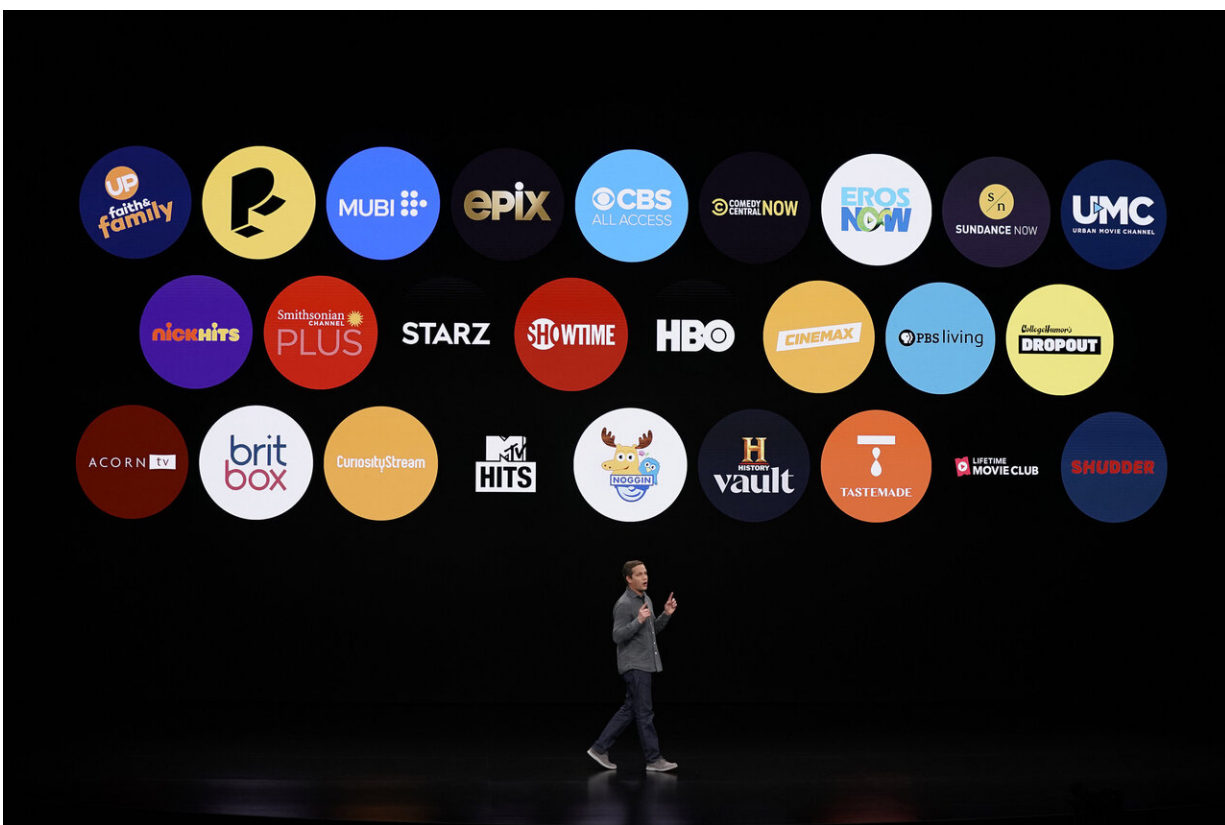 UP
faith&
family
P
MUBI
epix
CBS
ALL ACCESS
COMEDY
CENTRAL NOW
EROS
NOW
s/n
SUNDANCE NOW
UMC
URBAN MOVIE CHANNEL
nickHiTS
Smithsonian
CHANNEL
PLUS
STARZ
SHOWTIME
HBO
CINEMAX
PBS living
CollegeHumor's
DROPOUT
ACORN tv
brit
box
CuriosityStream
MTV
HITS
NOGGIN
H
HISTORY
vault
T
TASTEMADE
LIFETIME
MOVIE CLUB
SHUDDER